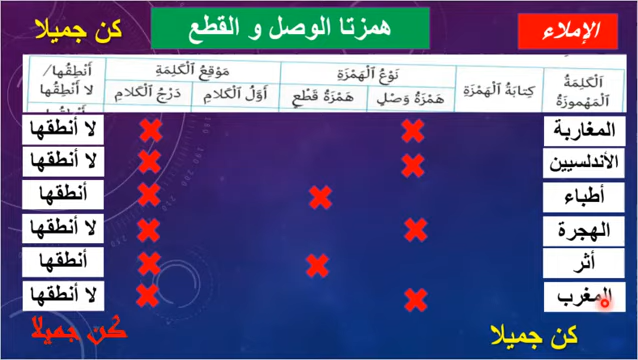 الإملاء
همزتا الوصل و القطع
كن جميلا
اَلْكَلِمَةُ الْمَهْموزَةُ
كِتابَةُ الْهَمْزَةِ
نَوْعُ الْهَمْزَةِ
هَمْزَةُ وَصْلٍ
هَمْزَةُ قَطْعٍ
مَوْقِعُ الْكَلِمَةِ
أَوَّلُ الْكَلامِ
دَرْجُ الْكَلامِ
أَنْطِقُها/
لا أَنْطِقُها
المغاربة لا أنطقها
الأندلسيين لا أنطقها
أطباء أنطقها
الهجرة لا أنطقها
أثر أنطقها
المغرب لا أنطقها
كن جميلا
كن جميلا